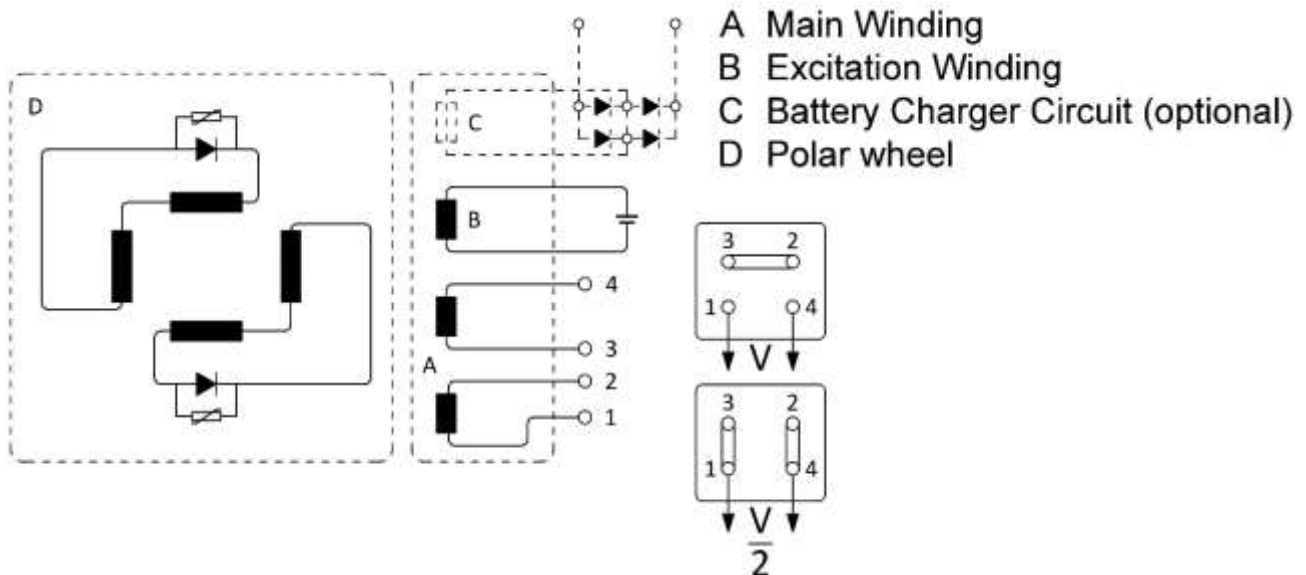 A Main Winding
B Excitation Winding
C Battery Charger Circuit (optional)
D Polar wheel
D
C
B
4
3
A
2
1
3 2
1 4
V
3 2
1 4
V
2